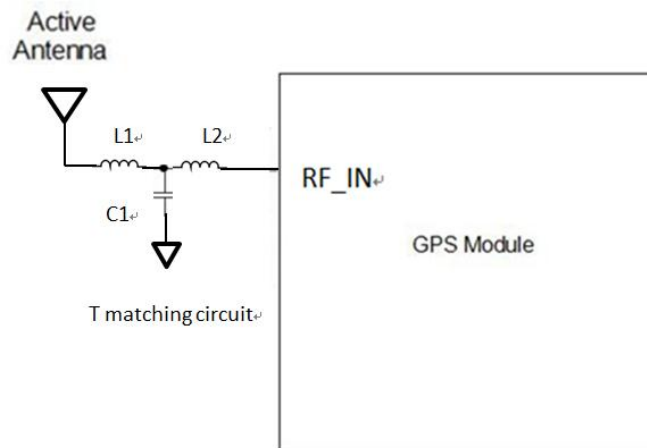 Active
Antenna
L1↵
L2↵
RF_IN↵
C1↵
GPS Module
T matching circuit↵